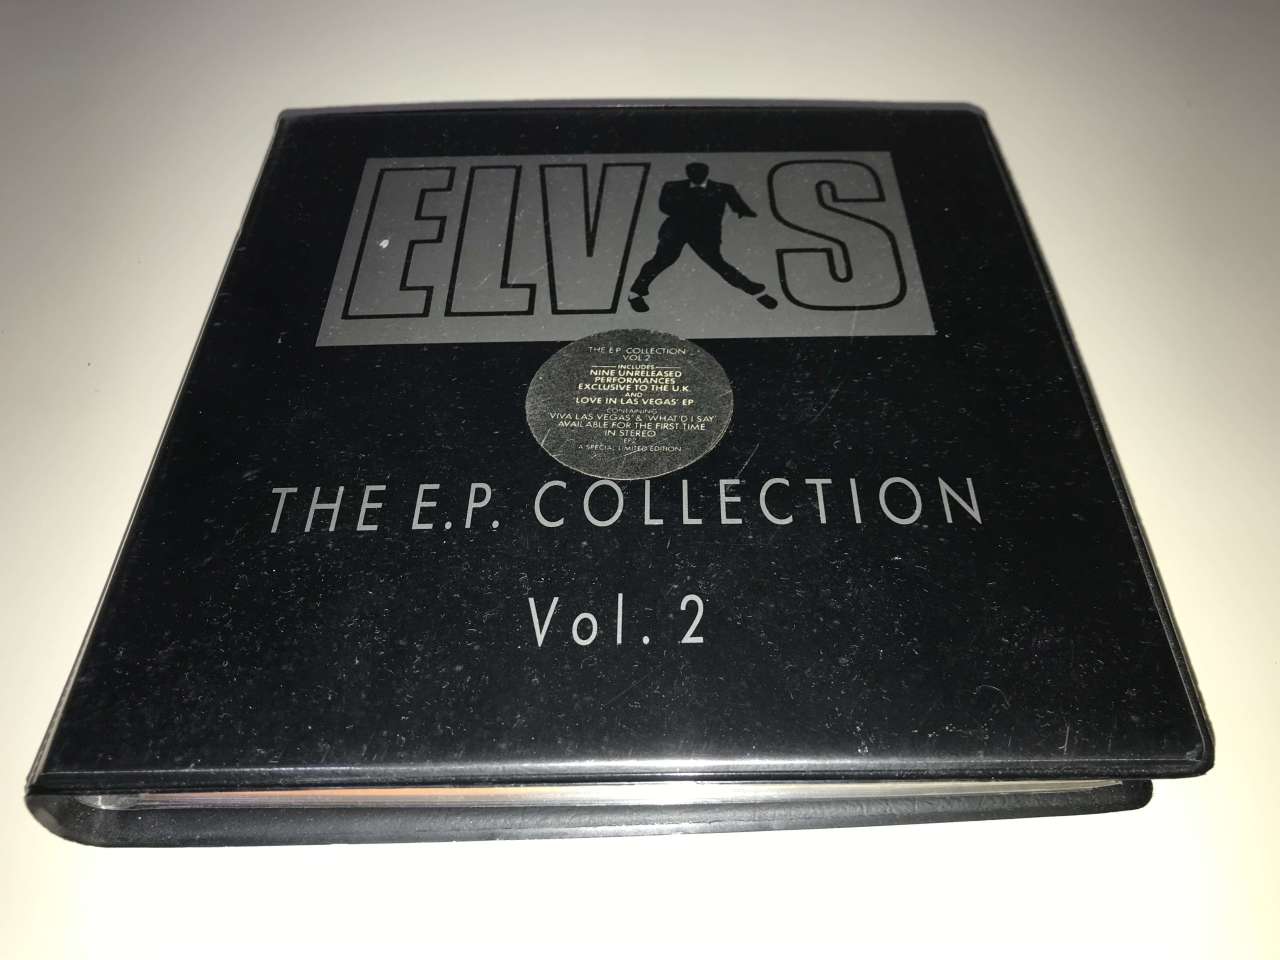 ELVIS
THE E.P. COLLECTION
VOL 2
INCLUDES
NINE UNRELEASED
PERFORMANCES
EXCLUSIVE TO THE U.K.
AND
'LOVE IN LAS VEGAS' EP
CONTAINING
'VIVA LAS VEGAS' & 'WHAT'D I SAY'
AVAILABLE FOR THE FIRST TIME
IN STEREO
EP2
A SPECIAL LIMITED EDITION
THE E.P. COLLECTION
Vol. 2